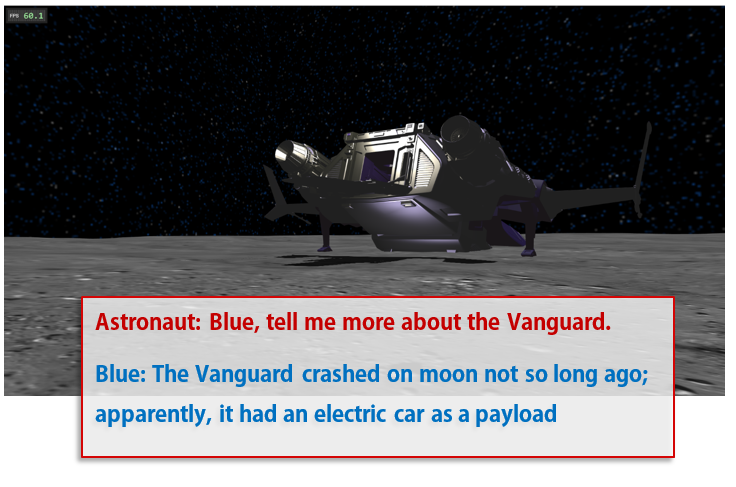 FPS 60.1
Astronaut: Blue, tell me more about the Vanguard.
Blue: The Vanguard crashed on moon not so long ago;
apparently, it had an electric car as a payload